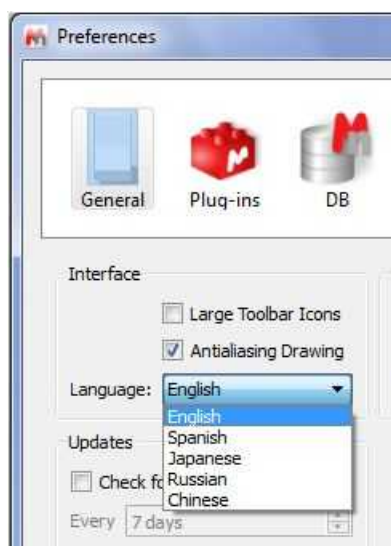 Preferences
General Plug-ins DB
Interface
Large Toolbar Icons
Antialiasing Drawing
Language: English
English
Spanish
Japanese
Russian
Chinese
Updates
Check fo
Every 7 days